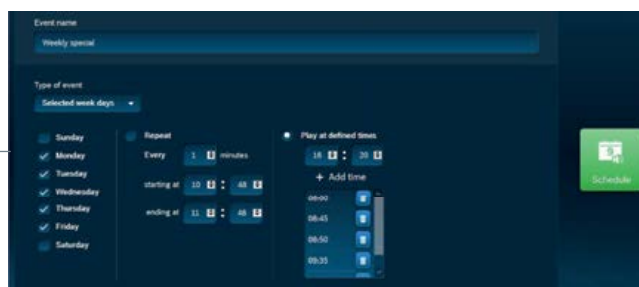 Event name
Weekly special
Type of event
Selected week days
Sunday
Monday
Tuesday
Wednesday
Thursday
Friday
Saturday
Repeat
Every 1 minutes
starting at 10 : 48
ending at 11 : 48
Play at defined times
18 : 20
+ Add time
08:00
08:45
08:50
09:35
Schedule